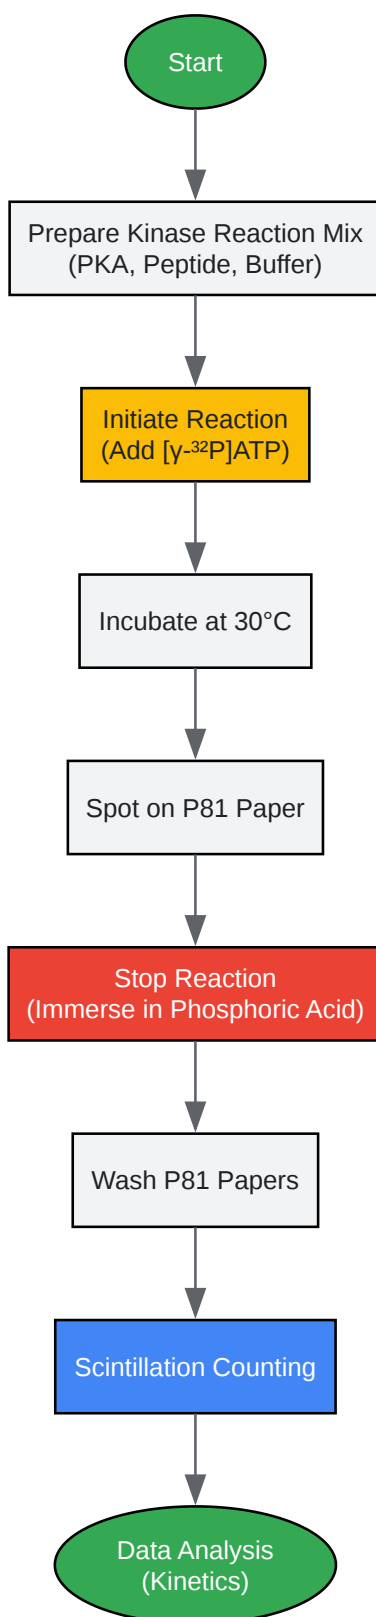 Start
Prepare Kinase Reaction Mix
(PKA, Peptide, Buffer)
Initiate Reaction
(Add [γ-³²P]ATP)
Incubate at 30°C
Spot on P81 Paper
Stop Reaction
(Immerse in Phosphoric Acid)
Wash P81 Papers
Scintillation Counting
Data Analysis
(Kinetics)